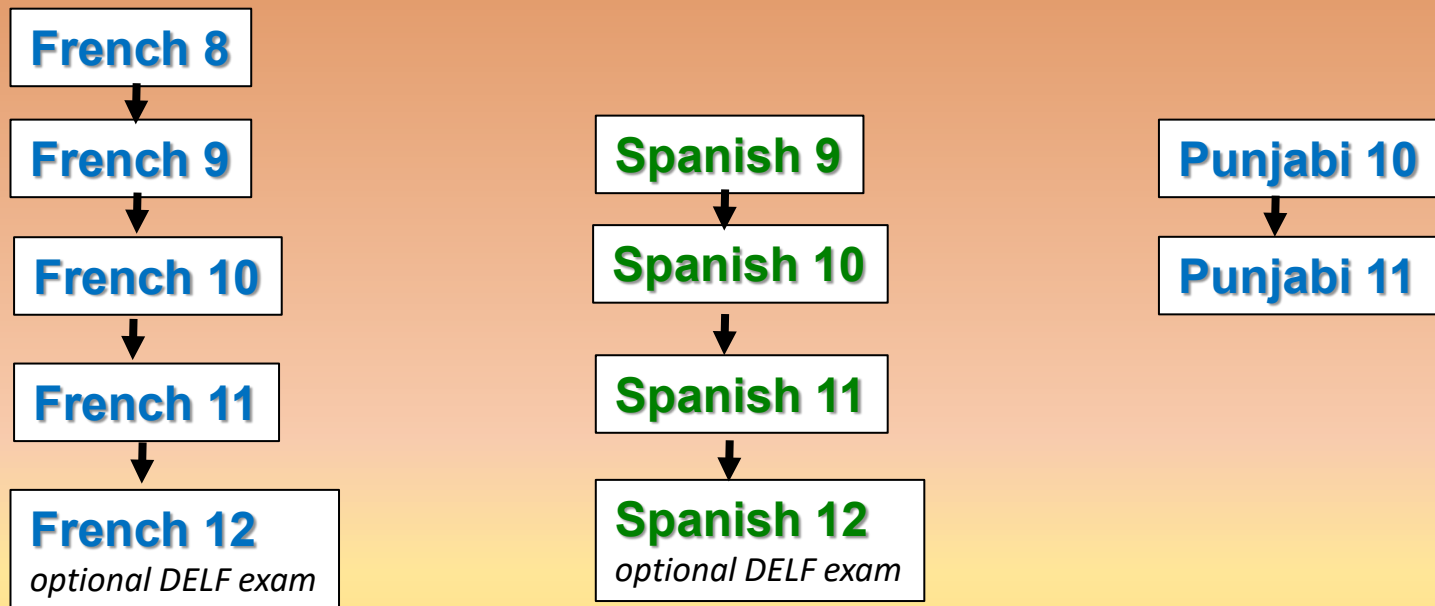 French 8
French 9
French 10
French 11
French 12
optional DELF exam
Spanish 9
Spanish 10
Spanish 11
Spanish 12
optional DELF exam
Punjabi 10
Punjabi 11